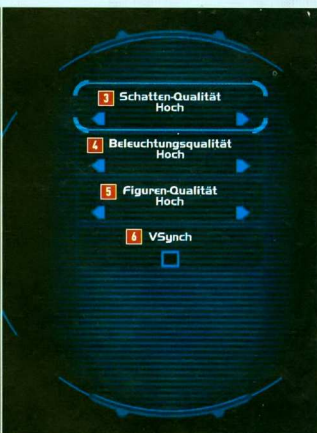 3 Schatten-Qualität
Hoch
4 Beleuchtungsqualität
Hoch
5 Figuren-Qualität
Hoch
6 VSynch